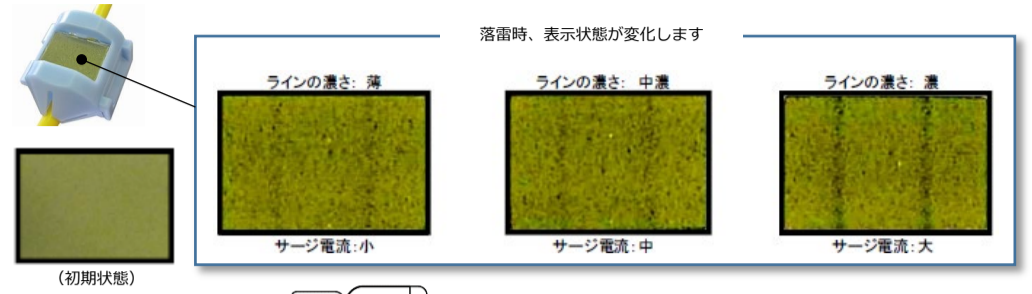 落雷時、表示状態が変化します
ラインの濃さ: 薄
ラインの濃さ: 中濃
ラインの濃さ: 濃
サージ電流:小
サージ電流:中
サージ電流:大
(初期状態)